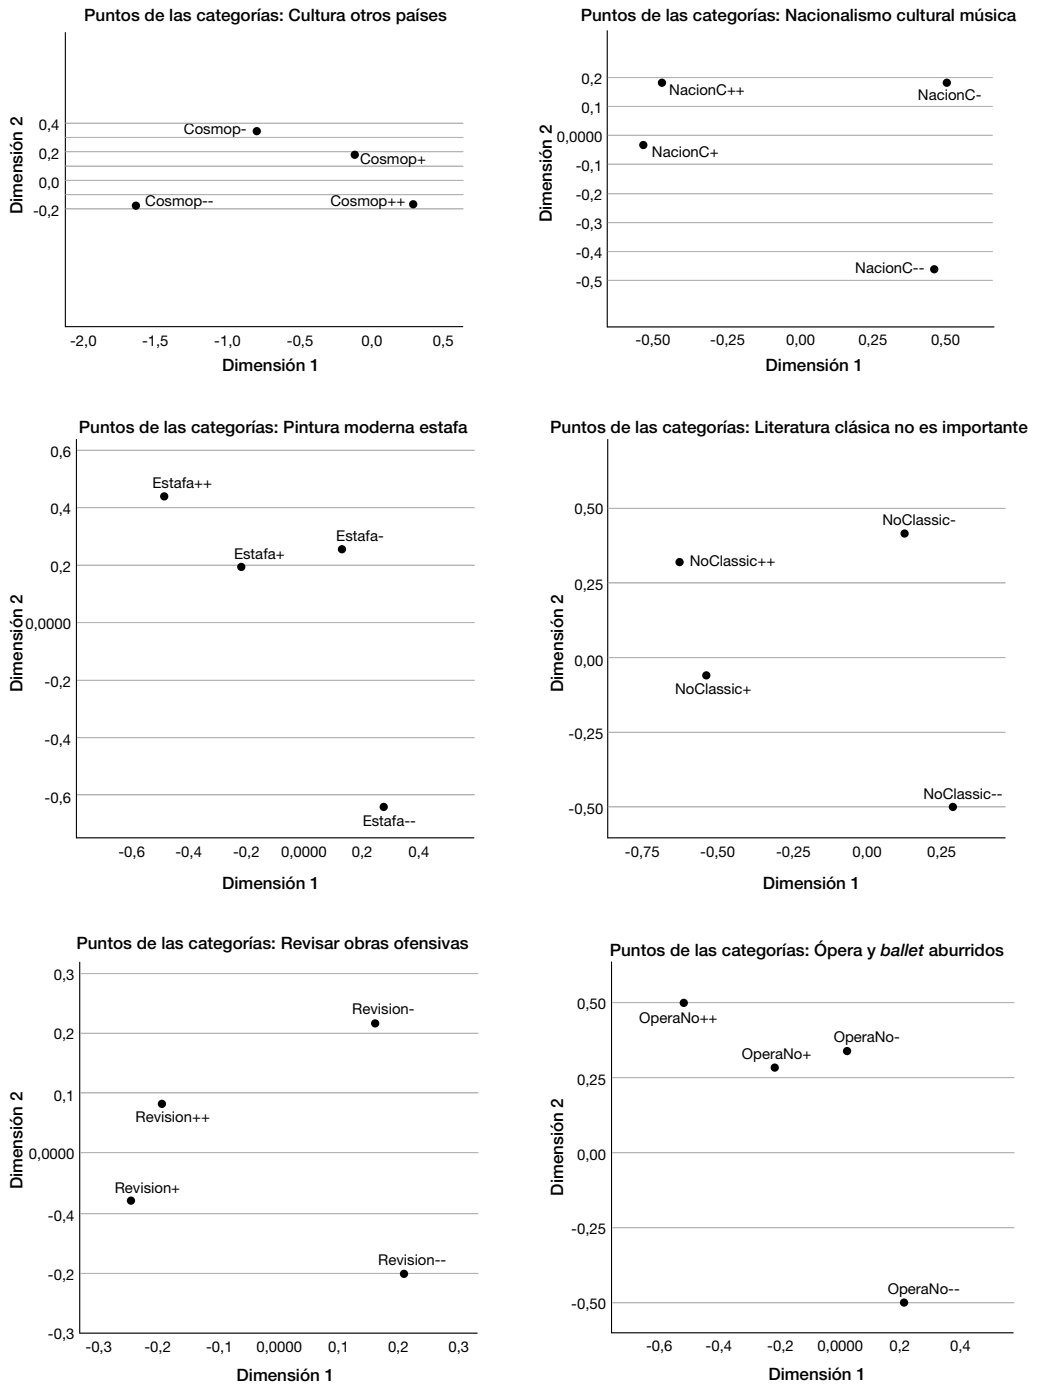 Puntos de las categorías: Cultura otros países
Dimensión 2
0,4
0,2
0,0
-0,2
Cosmop-
Cosmop+
Cosmop--
Cosmop++
-2,0 -1,5 -1,0 -0,5 0,0 0,5
Dimensión 1
Puntos de las categorías: Nacionalismo cultural música
Dimensión 2
0,2
0,1
0,0000
-0,1
-0,2
-0,3
-0,4
-0,5
NacionC++
NacionC-
NacionC+
NacionC--
-0,50 -0,25 0,00 0,25 0,50
Dimensión 1
Puntos de las categorías: Pintura moderna estafa
Dimensión 2
0,6
0,4
0,2
0,0000
-0,2
-0,4
-0,6
Estafa++
Estafa-
Estafa+
Estafa--
-0,6 -0,4 -0,2 0,0000 0,2 0,4
Dimensión 1
Puntos de las categorías: Literatura clásica no es importante
Dimensión 2
0,50
0,25
0,00
-0,25
-0,50
NoClassic-
NoClassic++
NoClassic+
NoClassic--
-0,75 -0,50 -0,25 0,00 0,25
Dimensión 1
Puntos de las categorías: Revisar obras ofensivas
Dimensión 2
0,3
0,2
0,1
0,0000
-0,4
-0,2
-0,3
Revision-
Revision++
Revision+
Revision--
-0,3 -0,2 -0,1 0,0000 0,1 0,2 0,3
Dimensión 1
Puntos de las categorías: Ópera y ballet aburridos
Dimensión 2
0,50
0,25
0,00
-0,25
-0,50
OperaNo++
OperaNo-
OperaNo+
OperaNo--
-0,6 -0,4 -0,2 0,0000 0,2 0,4
Dimensión 1